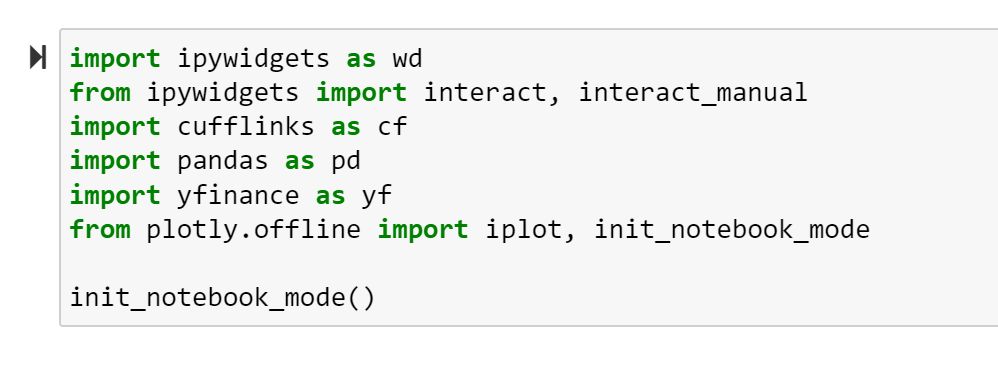 import ipywidgets as wd
from ipywidgets import interact, interact_manual
import cufflinks as cf
import pandas as pd
import yfinance as yf
from plotly.offline import iplot, init_notebook_mode
init_notebook_mode()